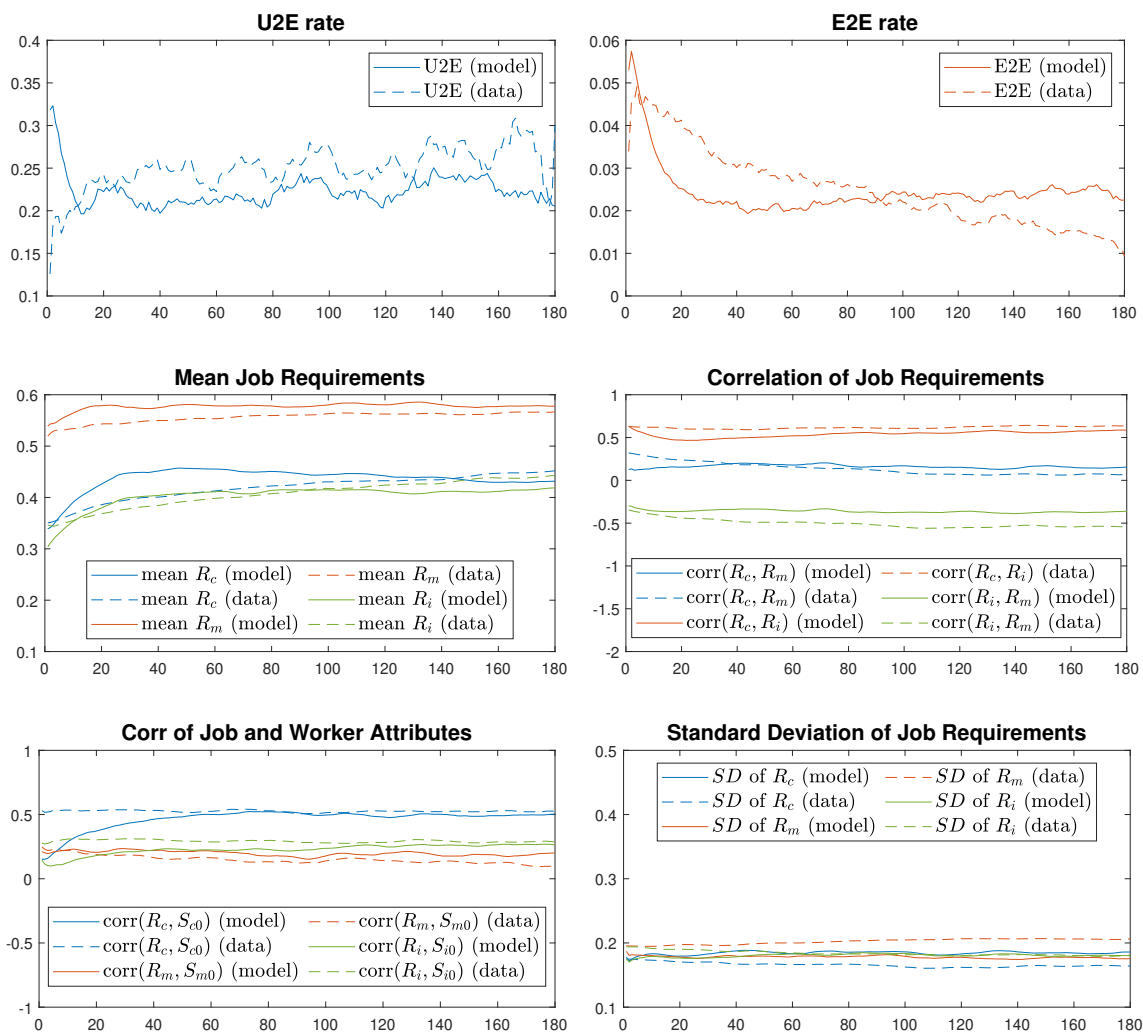 U2E rate
0.4
0.35
0.3
0.25
0.2
0.15
0.1
U2E (model)
U2E (data)
0 20 40 60 80 100 120 140 160 180
E2E rate
0.06
0.05
0.04
0.03
0.02
0.01
0
E2E (model)
E2E (data)
0 20 40 60 80 100 120 140 160 180
Mean Job Requirements
0.6
0.5
0.4
0.3
0.2
0.1
mean R_c (model) mean R_m (data)
mean R_c (data) mean R_i (model)
mean R_m (model) mean R_i (data)
0 20 40 60 80 100 120 140 160 180
Correlation of Job Requirements
1
0.5
0
-0.5
-1
-1.5
-2
corr(R_c, R_m) (model) corr(R_c, R_i) (data)
corr(R_c, R_m) (data) corr(R_i, R_m) (model)
corr(R_c, R_i) (model) corr(R_i, R_m) (data)
0 20 40 60 80 100 120 140 160 180
Corr of Job and Worker Attributes
1
0.5
0
-0.5
-1
corr(R_c, S_c0) (model) corr(R_m, S_m0) (data)
corr(R_c, S_c0) (data) corr(R_i, S_i0) (model)
corr(R_m, S_m0) (model) corr(R_i, S_i0) (data)
0 20 40 60 80 100 120 140 160 180
Standard Deviation of Job Requirements
0.5
0.4
0.3
0.2
0.1
SD of R_c (model) SD of R_m (data)
SD of R_c (data) SD of R_i (model)
SD of R_m (model) SD of R_i (data)
0 20 40 60 80 100 120 140 160 180